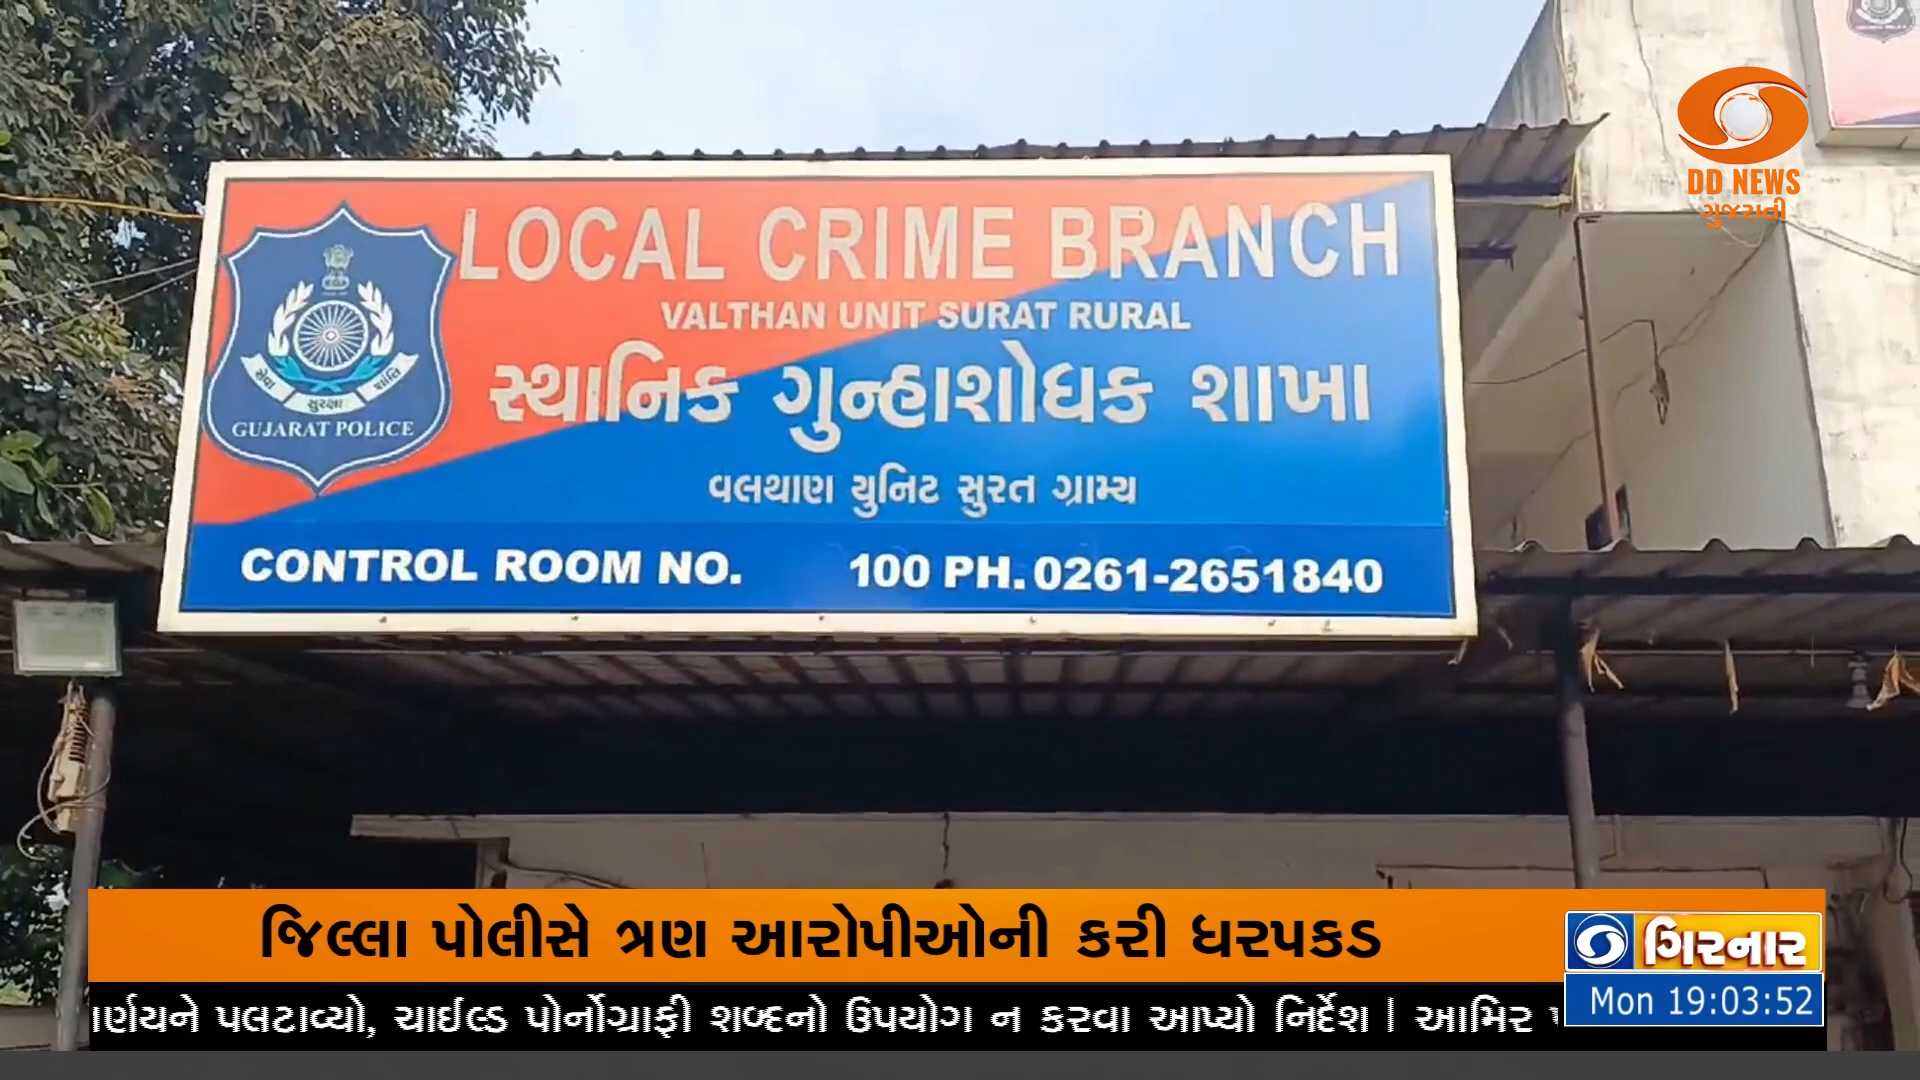 DD NEWS
ગુજરાતી
LOCAL CRIME BRANCH
VALTHAN UNIT SURAT RURAL
સ્થાનિક ગુન્હાશોધક શાખા
વલથાણ યુનિટ સુરત ગ્રામ્ય
સેવા સુરક્ષા શાંતિ
GUJARAT POLICE
CONTROL ROOM NO. 100 PH. 0261-2651840
જિલ્લા પોલીસે ત્રણ આરોપીઓની કરી ધરપકડ
ગિરનાર
Mon 19:03:52
પલટાવ્યો, ચાઈલ્ડ પોર્નોગ્રાફી શબ્દનો ઉપયોગ ન કરવા આપ્યો નિર્દેશ | આમિર